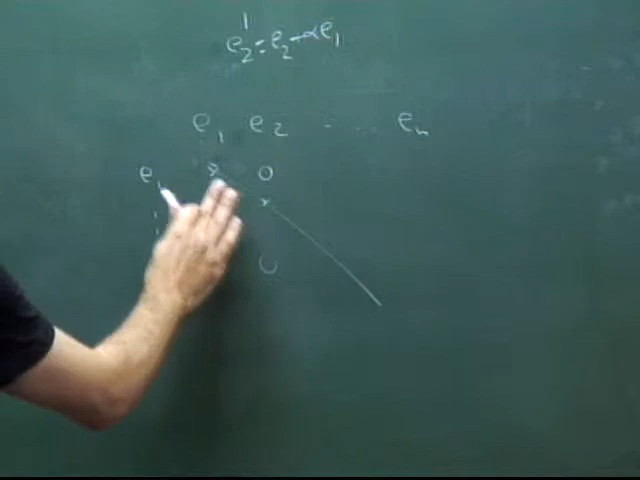 e₂' = e₂ - αe₁
e₁ e₂ - ... eₙ
e₁ * 0
*
0